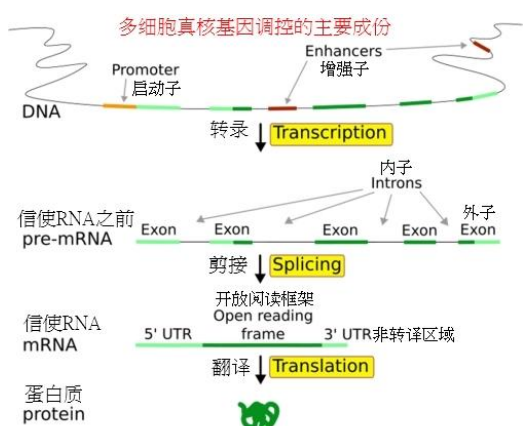 多细胞真核基因调控的主要成份
Enhancers
增强子
Promoter
启动子
DNA
转录 Transcription
内子
Introns
信使RNA之前
pre-mRNA
外子
Exon Exon Exon Exon Exon
剪接 Splicing
开放阅读框架
Open reading
frame
信使RNA
mRNA
5' UTR
3' UTR非转译区域
翻译 Translation
蛋白质
protein